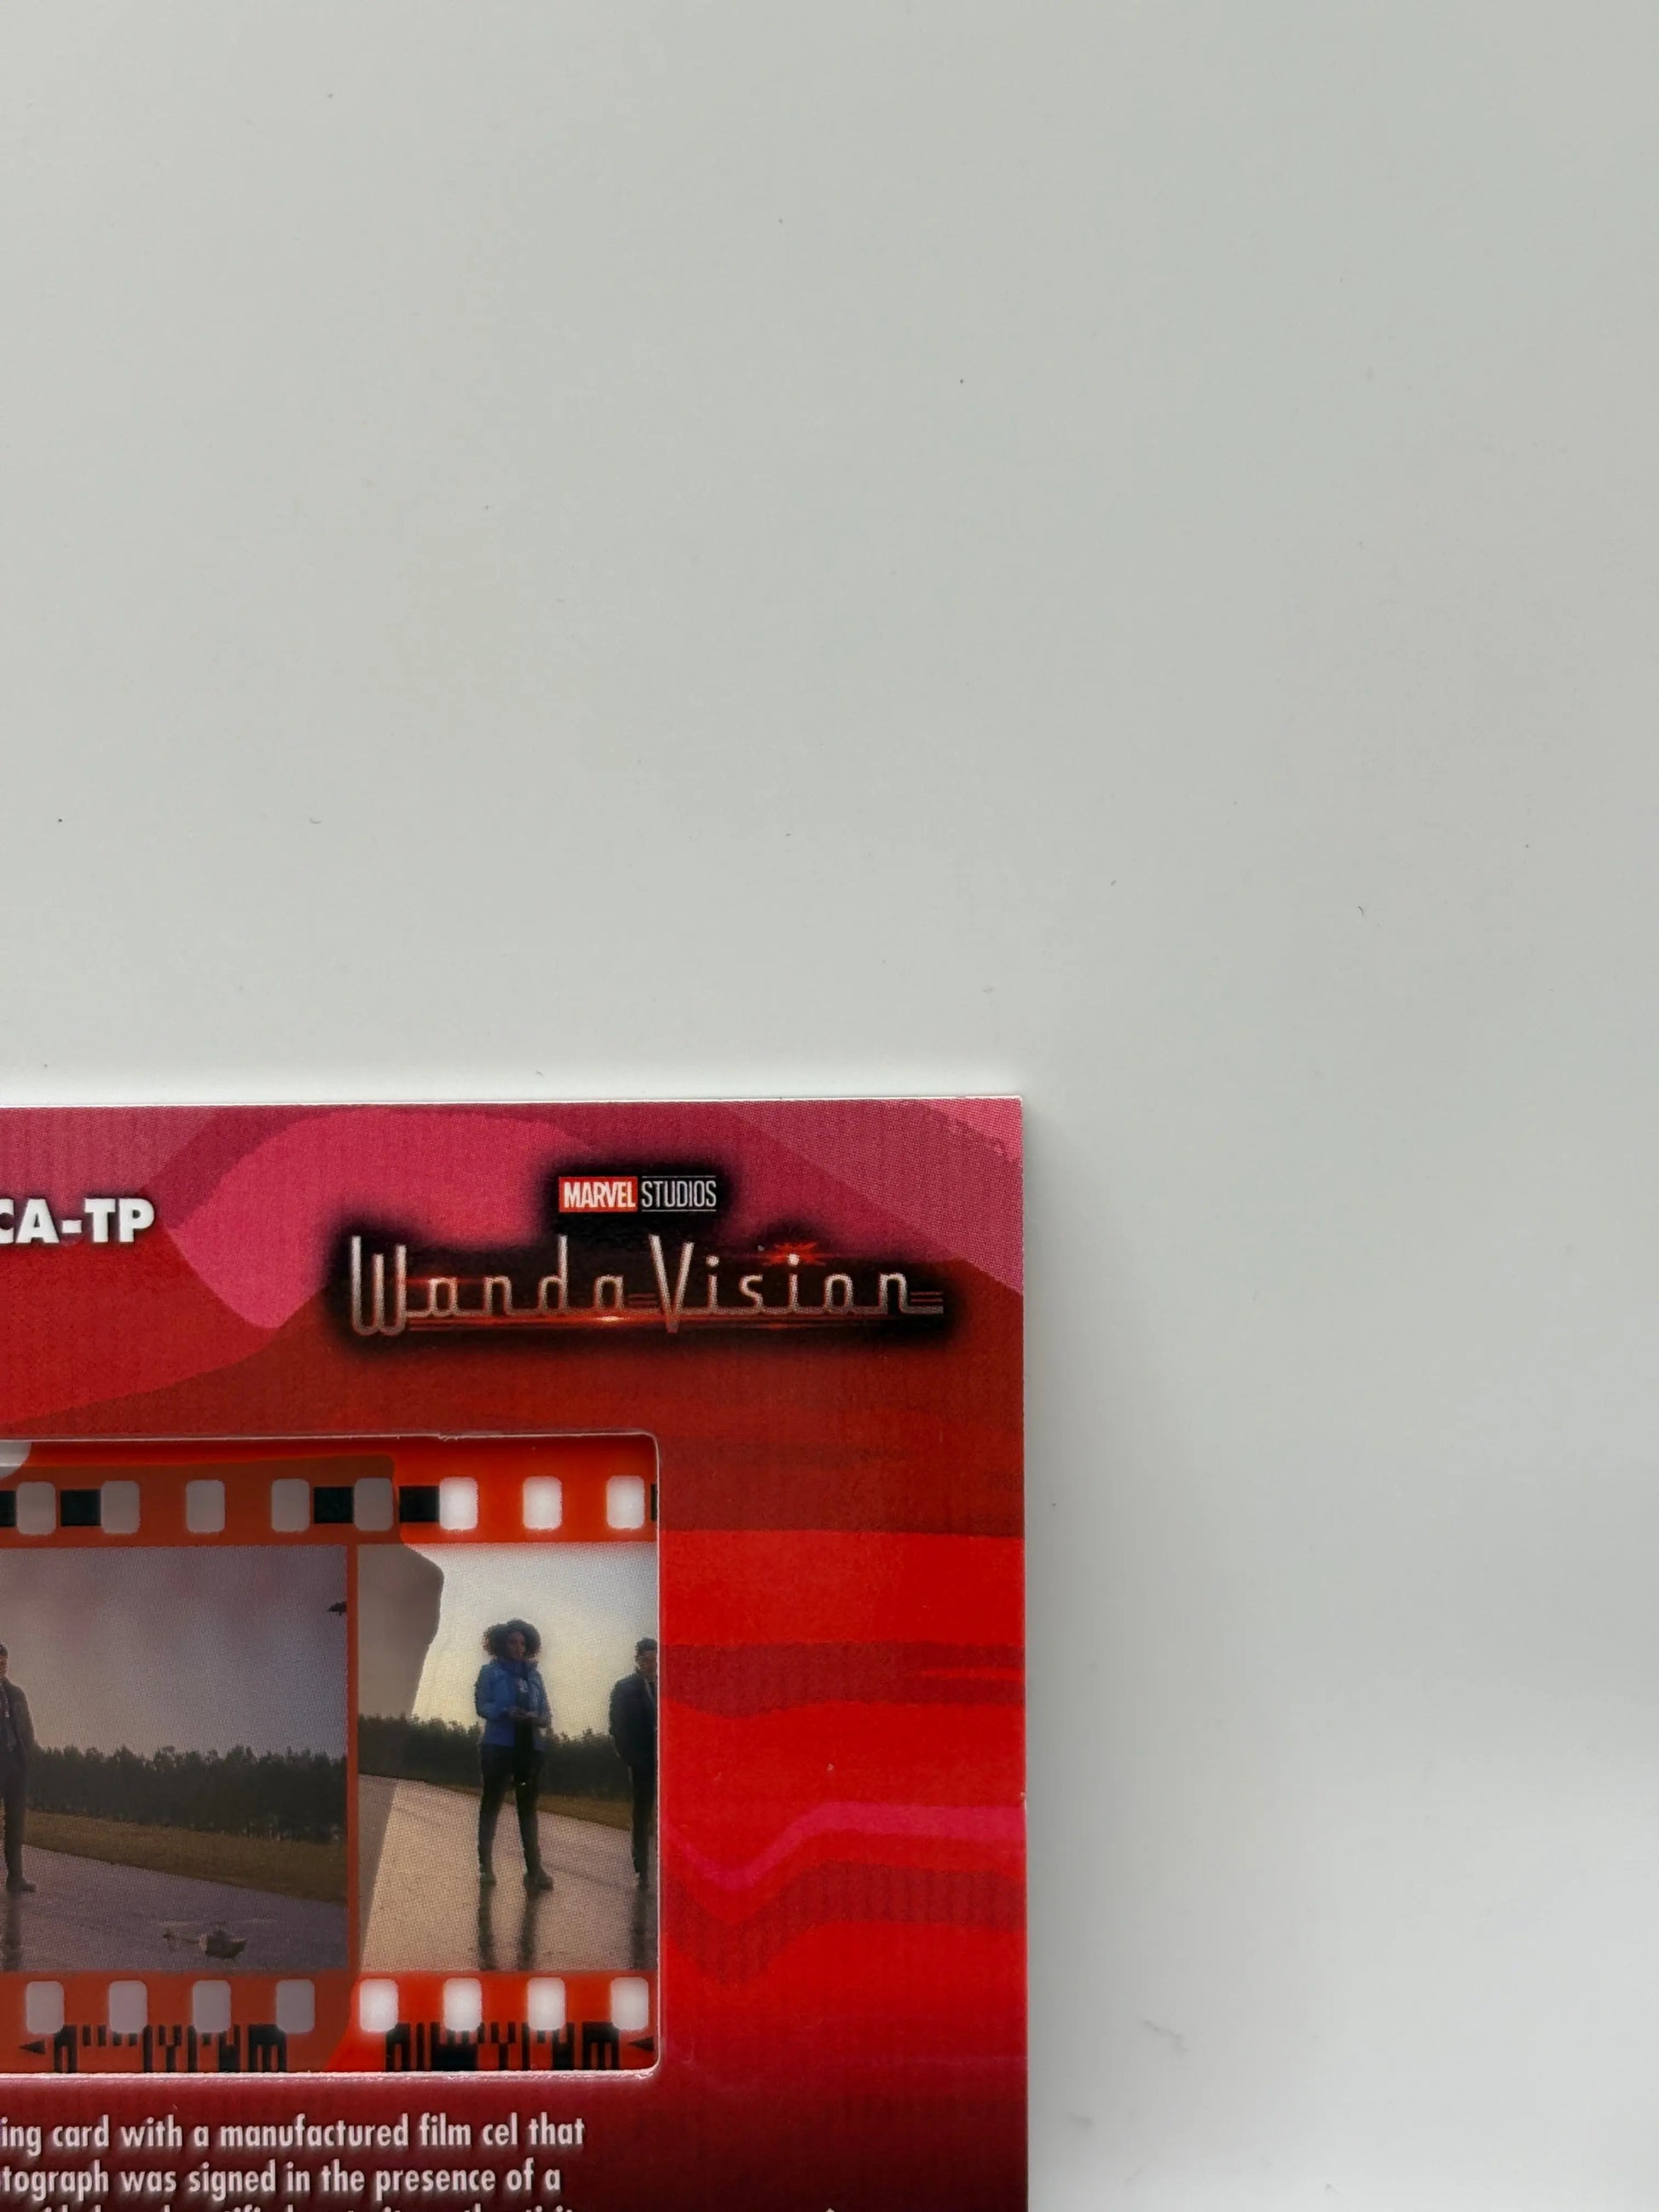 CA-TP
MARVEL STUDIOS
WandaVision
ing card with a manufactured film cel that
tograph was signed in the presence of a